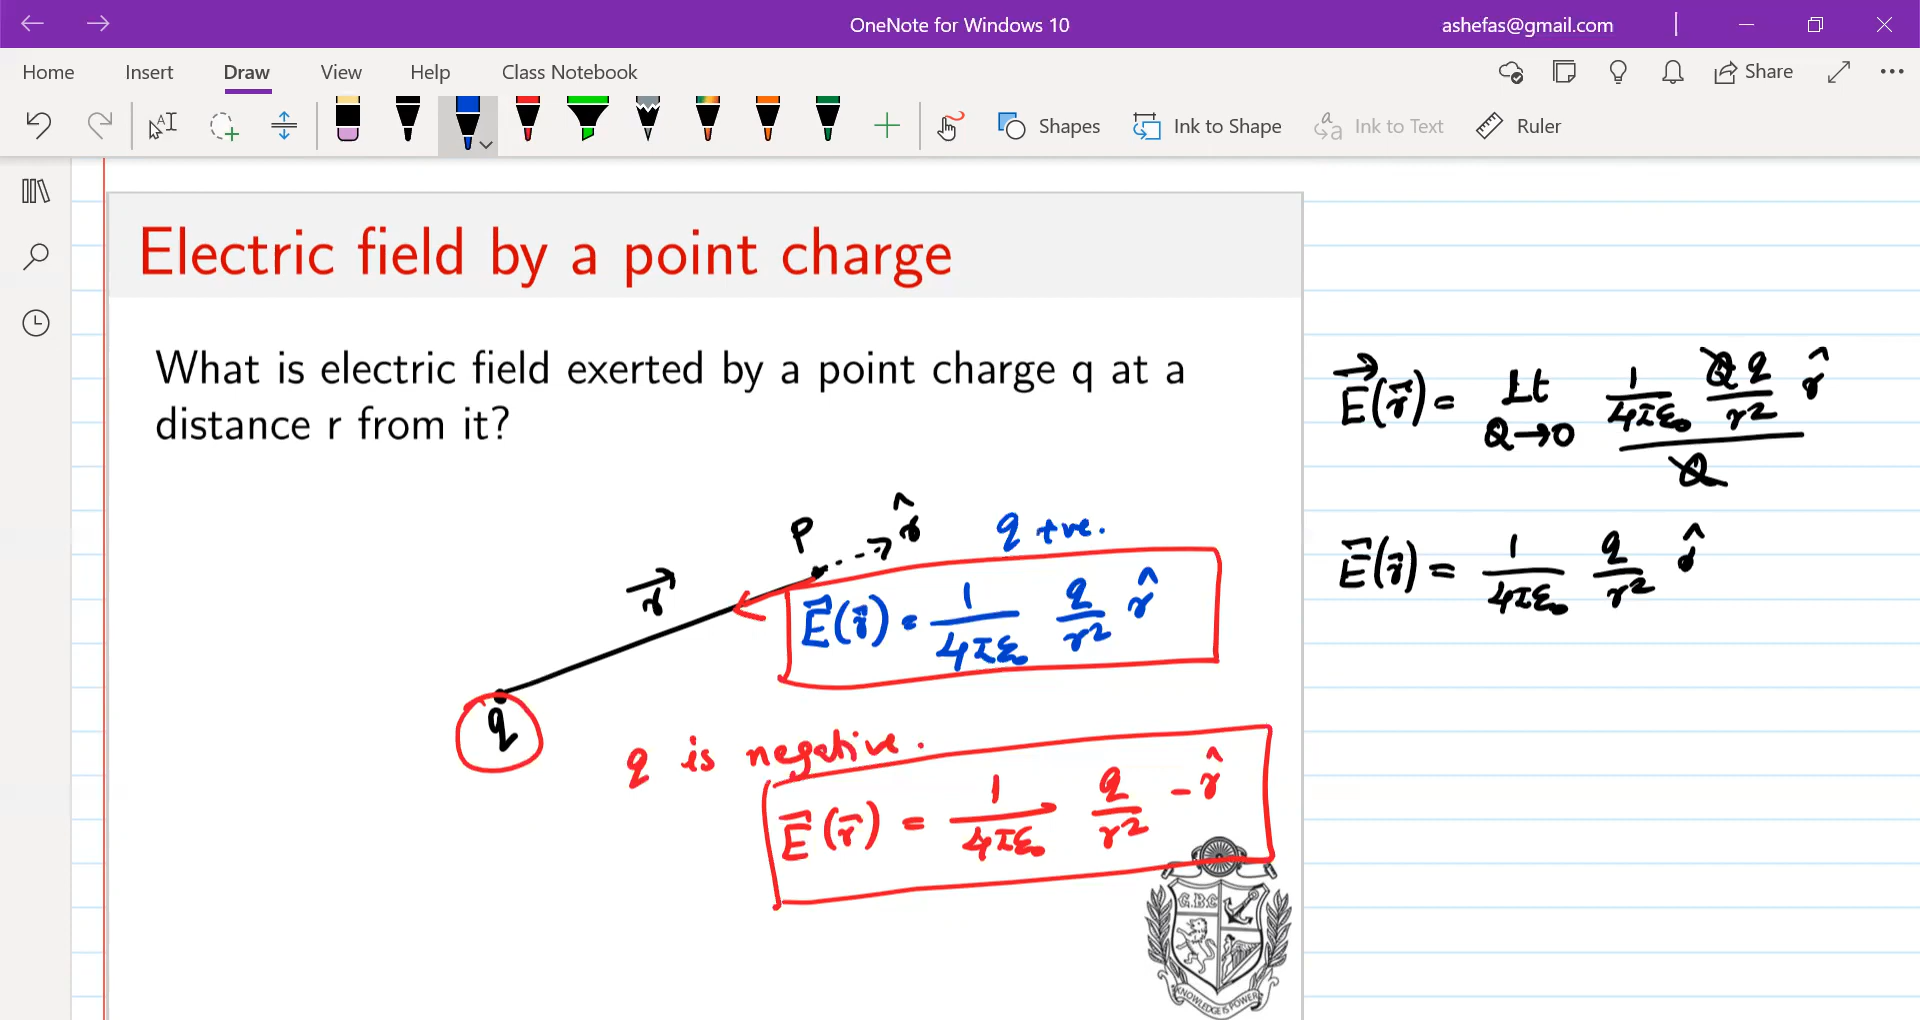 OneNote for Windows 10
ashefas@gmail.com
Home Insert Draw View Help Class Notebook
Share
Shapes Ink to Shape Ink to Text Ruler
Electric field by a point charge
What is electric field exerted by a point charge q at a
distance r from it?
P r̂
r⃗
q
q +ve.
E⃗(r⃗) = 1/4πε₀ q/r² r̂
q is negative.
E⃗(r⃗) = 1/4πε₀ q/r² -r̂
G.B.C
KNOWLEDGE IS POWER
E⃗(r⃗) = Lt Q→0 1/4πε₀ Qq/r² r̂ / Q
E⃗(r⃗) = 1/4πε₀ q/r² r̂